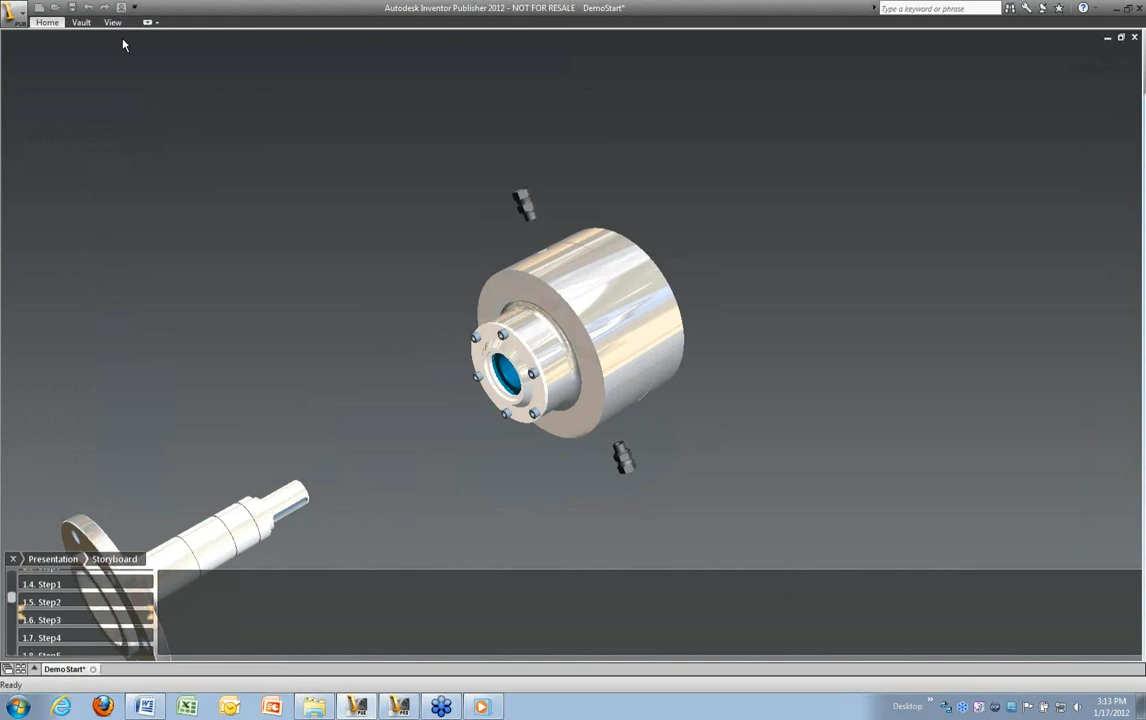 Autodesk Inventor Publisher 2012 - NOT FOR RESALE   DemoStart*
Type a keyword or phrase
PUB
Home Vault View
Presentation Storyboard
1.4. Step1
1.5. Step2
1.6. Step3
1.7. Step4
DemoStart*
Ready
Desktop
3:13 PM
1/17/2012